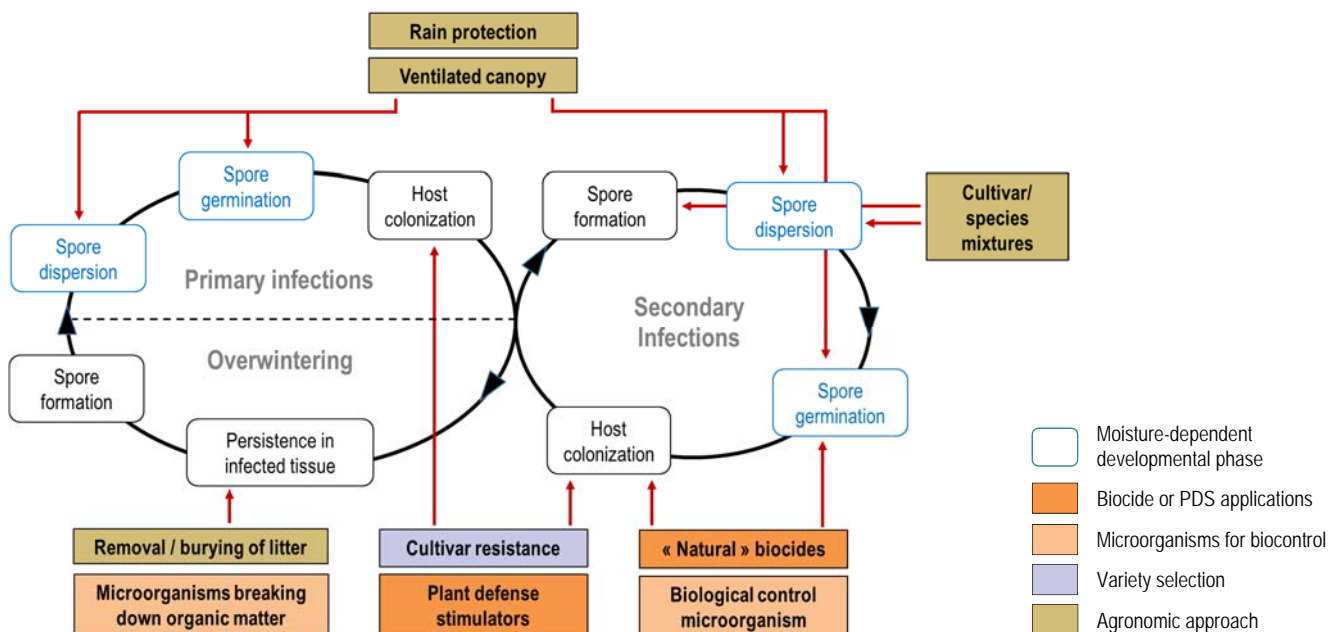 Rain protection
Ventilated canopy
Spore
germination
Host
colonization
Spore
formation
Spore
dispersion
Cultivar/
species
mixtures
Spore
dispersion
Primary infections
Secondary
Infections
Overwintering
Spore
formation
Spore
germination
Persistence in
infected tissue
Host
colonization
Removal / burying of litter
Cultivar resistance
« Natural » biocides
Microorganisms breaking
down organic matter
Plant defense
stimulators
Biological control
microorganism
Moisture-dependent
developmental phase
Biocide or PDS applications
Microorganisms for biocontrol
Variety selection
Agronomic approach